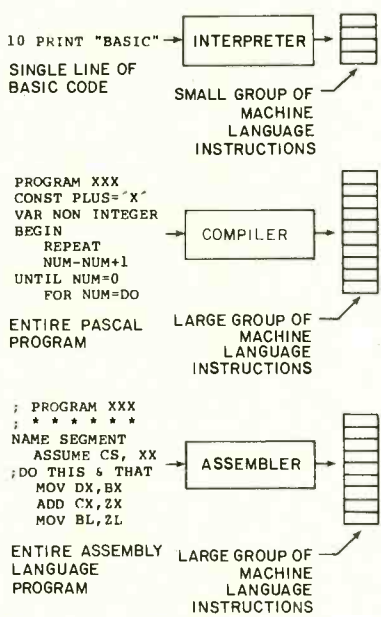 10 PRINT "BASIC"
INTERPRETER
SINGLE LINE OF
BASIC CODE
SMALL GROUP OF
MACHINE
LANGUAGE
INSTRUCTIONS
PROGRAM XXX
CONST PLUS='X'
VAR NON INTEGER
BEGIN
REPEAT
NUM-NUM+1
UNTIL NUM=0
FOR NUM=DO
COMPILER
ENTIRE PASCAL
PROGRAM
LARGE GROUP OF
MACHINE
LANGUAGE
INSTRUCTIONS
; PROGRAM XXX
; * * * * * *
NAME SEGMENT
ASSUME CS, XX
;DO THIS & THAT
MOV DX,BX
ADD CX,ZX
MOV BL,ZL
ASSEMBLER
ENTIRE ASSEMBLY
LANGUAGE
PROGRAM
LARGE GROUP OF
MACHINE
LANGUAGE
INSTRUCTIONS